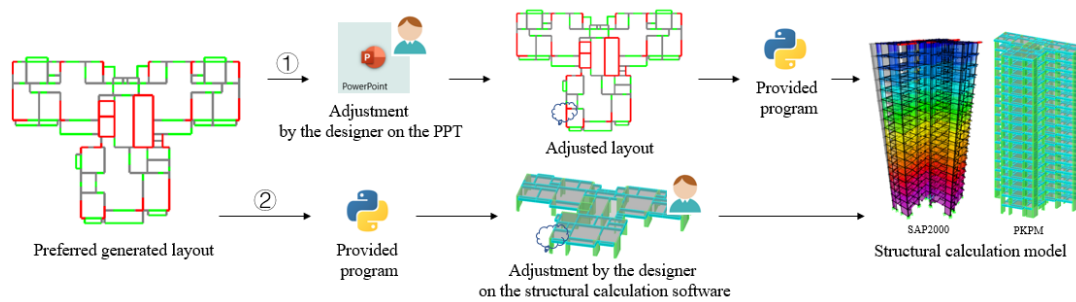 ①
P
PowerPoint
Adjustment
by the designer on the PPT
Adjusted layout
Provided
program
②
Preferred generated layout
Provided
program
Adjustment by the designer
on the structural calculation software
SAP2000
PKPM
Structural calculation model